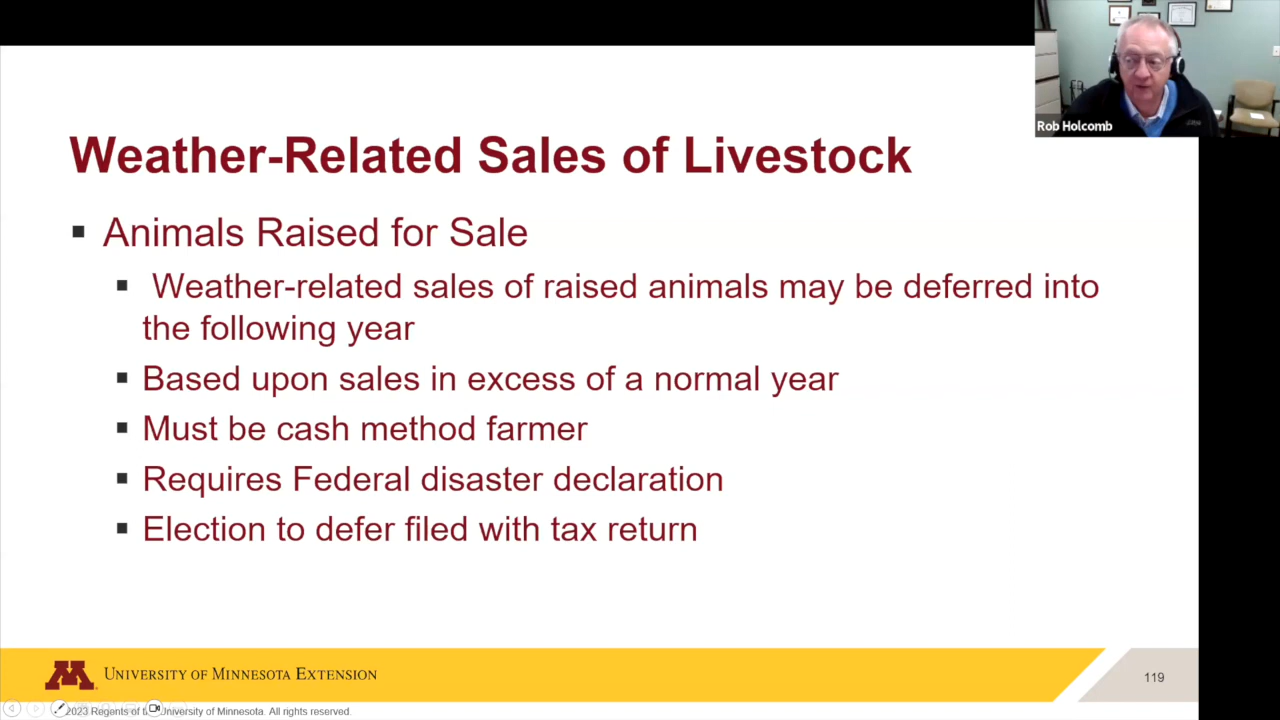 Rob Holcomb
Weather-Related Sales of Livestock
Animals Raised for Sale
Weather-related sales of raised animals may be deferred into
the following year
Based upon sales in excess of a normal year
Must be cash method farmer
Requires Federal disaster declaration
Election to defer filed with tax return
M
UNIVERSITY OF MINNESOTA EXTENSION
119
2023 Regents of University of Minnesota. All rights reserved.